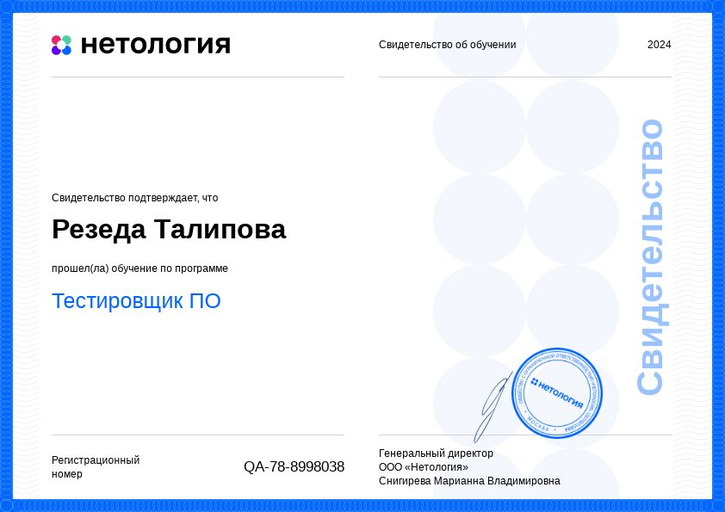 нетология
Свидетельство об обучении
2024
Свидетельство подтверждает, что
Резеда Талипова
прошел(ла) обучение по программе
Тестировщик ПО
Свидетельство
нетология
МОСКВА
Регистрационный
номер
QA-78-8998038
Генеральный директор
ООО «Нетология»
Снигирева Марианна Владимировна